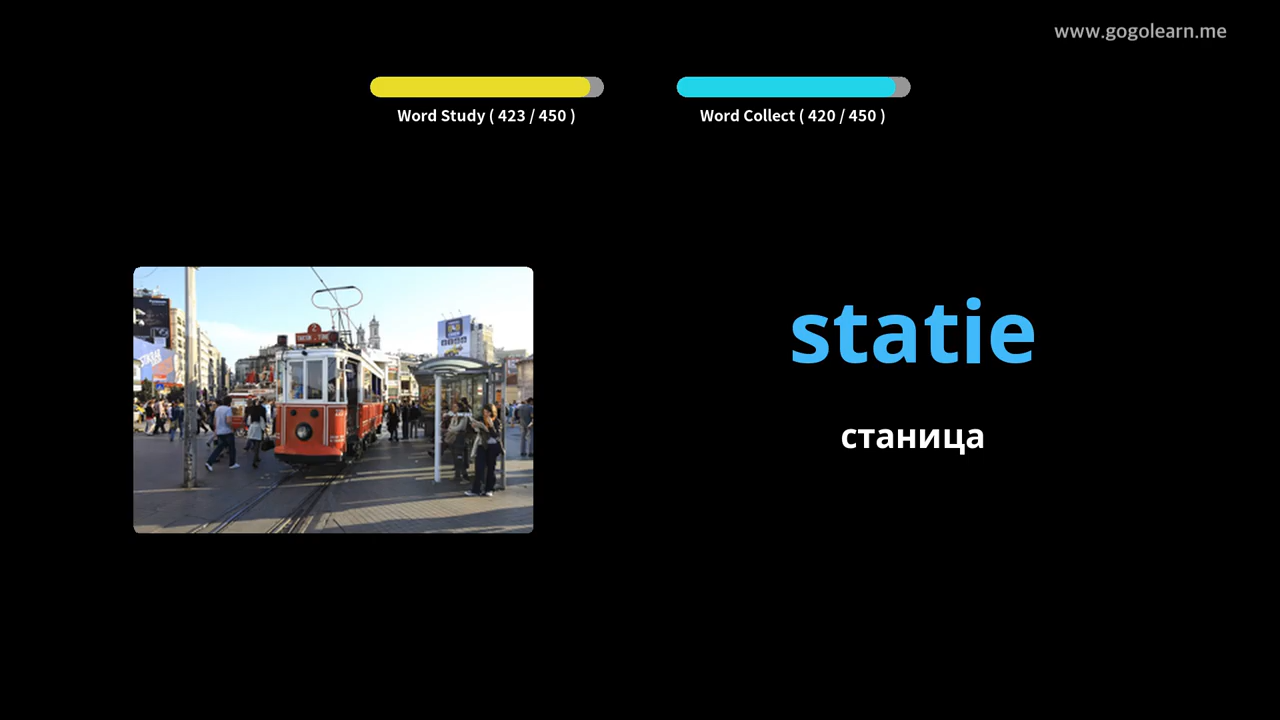 www.gogolearn.me
Word Study ( 423 / 450 )
Word Collect ( 420 / 450 )
statie
станица